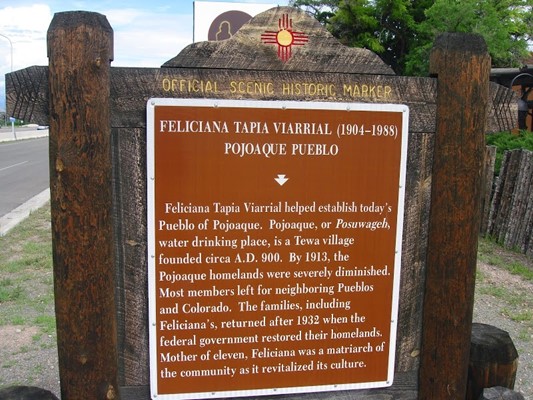 OFFICIAL SCENIC HISTORIC MARKER
FELICIANA TAPIA VIARRIAL (1904–1988)
POJOAQUE PUEBLO
Feliciana Tapia Viarrial helped establish today's
Pueblo of Pojoaque. Pojoaque, or Posuwageh,
water drinking place, is a Tewa village
founded circa A.D. 900. By 1913, the
Pojoaque homelands were severely diminished.
Most members left for neighboring Pueblos
and Colorado. The families, including
Feliciana's, returned after 1932 when the
federal government restored their homelands.
Mother of eleven, Feliciana was a matriarch of
the community as it revitalized its culture.